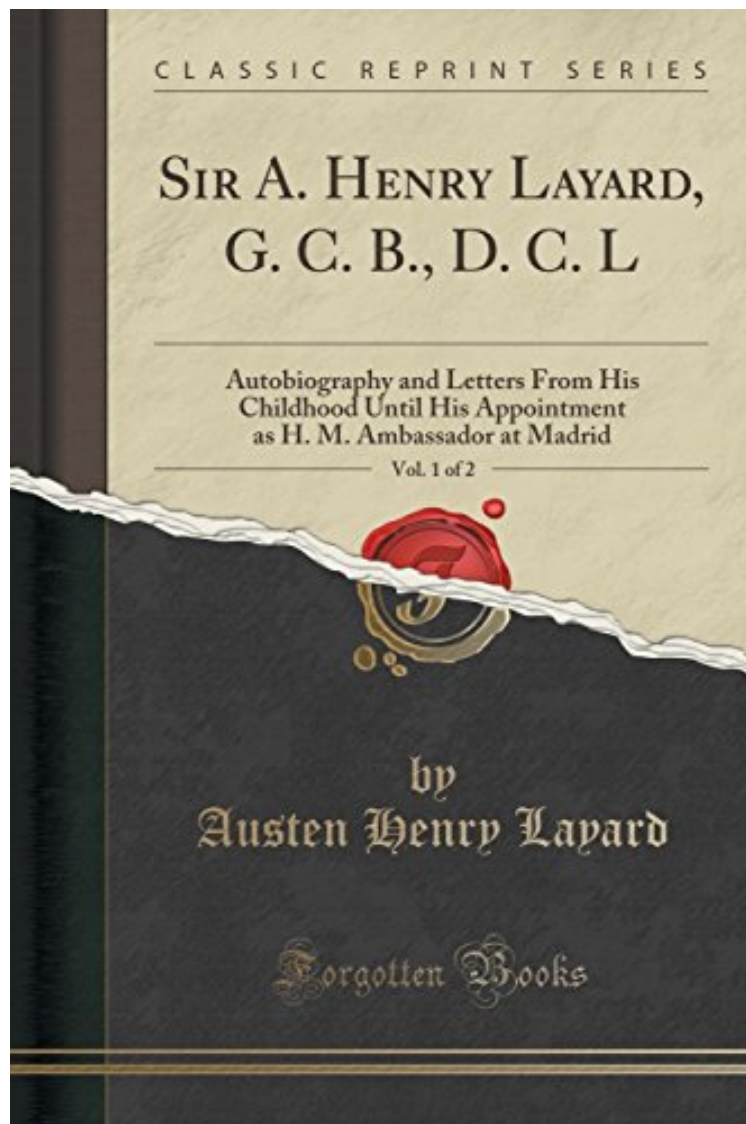 CLASSIC REPRINT SERIES
SIR A. HENRY LAYARD,
G. C. B., D. C. L
Autobiography and Letters From His
Childhood Until His Appointment
as H. M. Ambassador at Madrid
Vol. 1 of 2
by
Austen Henry Layard
Forgotten Books